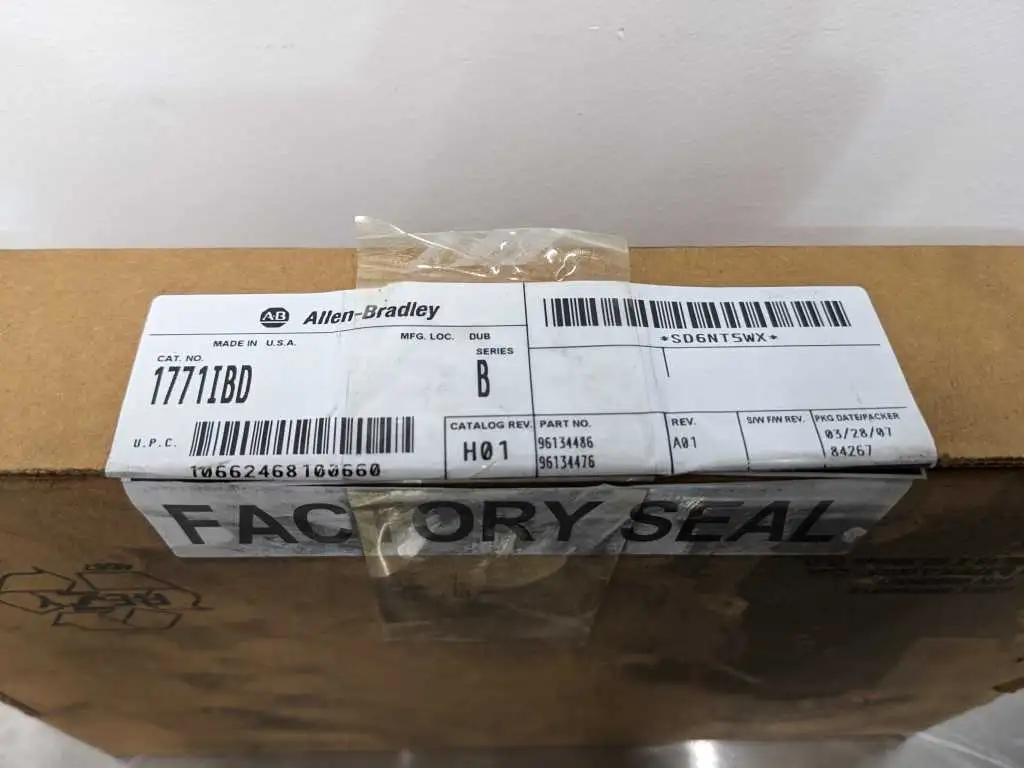 AB Allen-Bradley
MADE IN U.S.A.
MFG. LOC. DUB
CAT. NO.
1771IBD
SERIES
B
U.P.C.
10662468100660
CATALOG REV.
H01
*SD6NT5WX*
PART NO.
96134486
96134476
REV.
A01
S/W F/W REV.
PKG DATE/PACKER
03/28/07
84267
FACTORY SEAL